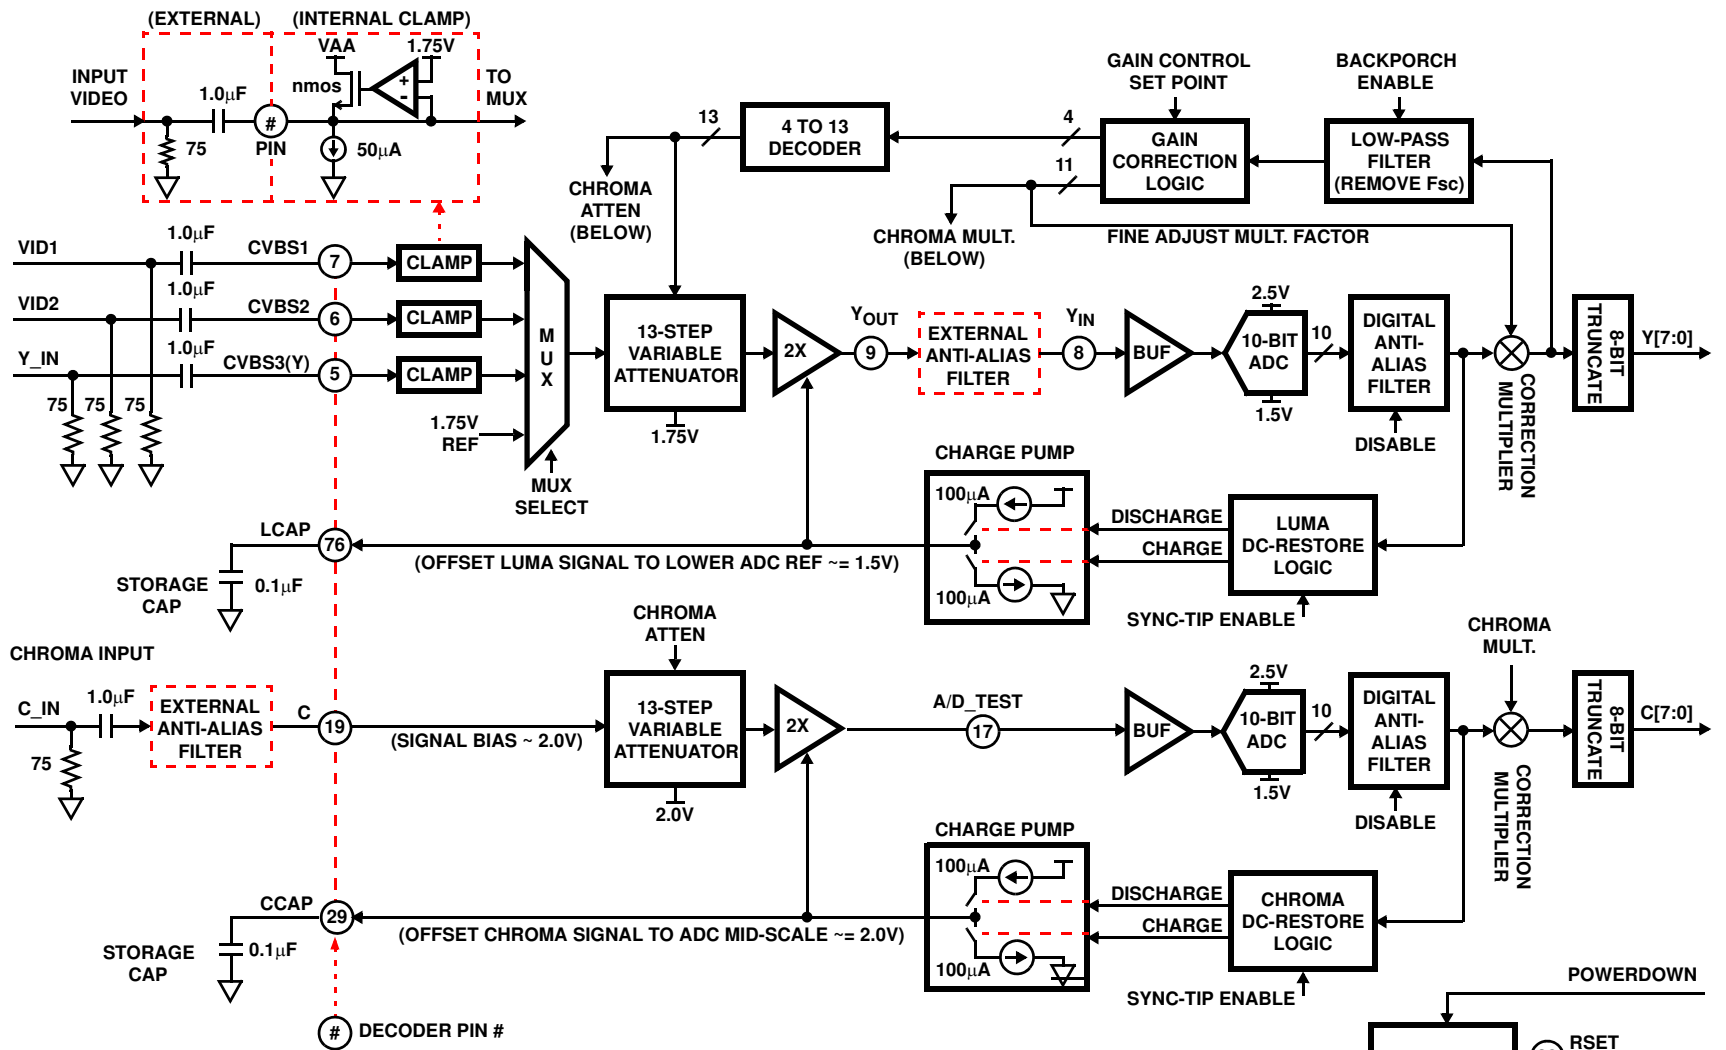 (EXTERNAL)
(INTERNAL CLAMP)
VAA
1.75V
INPUT
VIDEO
1.0µF
nmos
+
-
TO
MUX
#
PIN
75
50µA
13
4 TO 13
DECODER
4
11
GAIN CONTROL
SET POINT
GAIN
CORRECTION
LOGIC
BACKPORCH
ENABLE
LOW-PASS
FILTER
(REMOVE Fsc)
CHROMA
ATTEN
(BELOW)
CHROMA MULT.
(BELOW)
FINE ADJUST MULT. FACTOR
VID1
1.0µF
CVBS1
7
CLAMP
VID2
1.0µF
CVBS2
6
CLAMP
Y_IN
1.0µF
CVBS3(Y)
5
CLAMP
75
75
75
1.75V
REF
M
U
X
MUX
SELECT
13-STEP
VARIABLE
ATTENUATOR
1.75V
2X
YOUT
9
EXTERNAL
ANTI-ALIAS
FILTER
YIN
8
BUF
2.5V
10-BIT
ADC
1.5V
10
DIGITAL
ANTI-
ALIAS
FILTER
DISABLE
CORRECTION
MULTIPLIER
8-BIT
TRUNCATE
Y[7:0]
CHARGE PUMP
100µA
100µA
DISCHARGE
CHARGE
LUMA
DC-RESTORE
LOGIC
SYNC-TIP ENABLE
LCAP
76
(OFFSET LUMA SIGNAL TO LOWER ADC REF ~= 1.5V)
STORAGE
CAP
0.1µF
CHROMA
ATTEN
CHROMA INPUT
C_IN
1.0µF
75
EXTERNAL
ANTI-ALIAS
FILTER
C
19
(SIGNAL BIAS ~ 2.0V)
13-STEP
VARIABLE
ATTENUATOR
2.0V
2X
A/D_TEST
17
BUF
2.5V
10-BIT
ADC
1.5V
10
DIGITAL
ANTI-
ALIAS
FILTER
DISABLE
CHROMA
MULT.
CORRECTION
MULTIPLIER
8-BIT
TRUNCATE
C[7:0]
CHARGE PUMP
100µA
100µA
DISCHARGE
CHARGE
CHROMA
DC-RESTORE
LOGIC
SYNC-TIP ENABLE
CCAP
29
(OFFSET CHROMA SIGNAL TO ADC MID-SCALE ~= 2.0V)
STORAGE
CAP
0.1µF
# DECODER PIN #
POWERDOWN
RSET